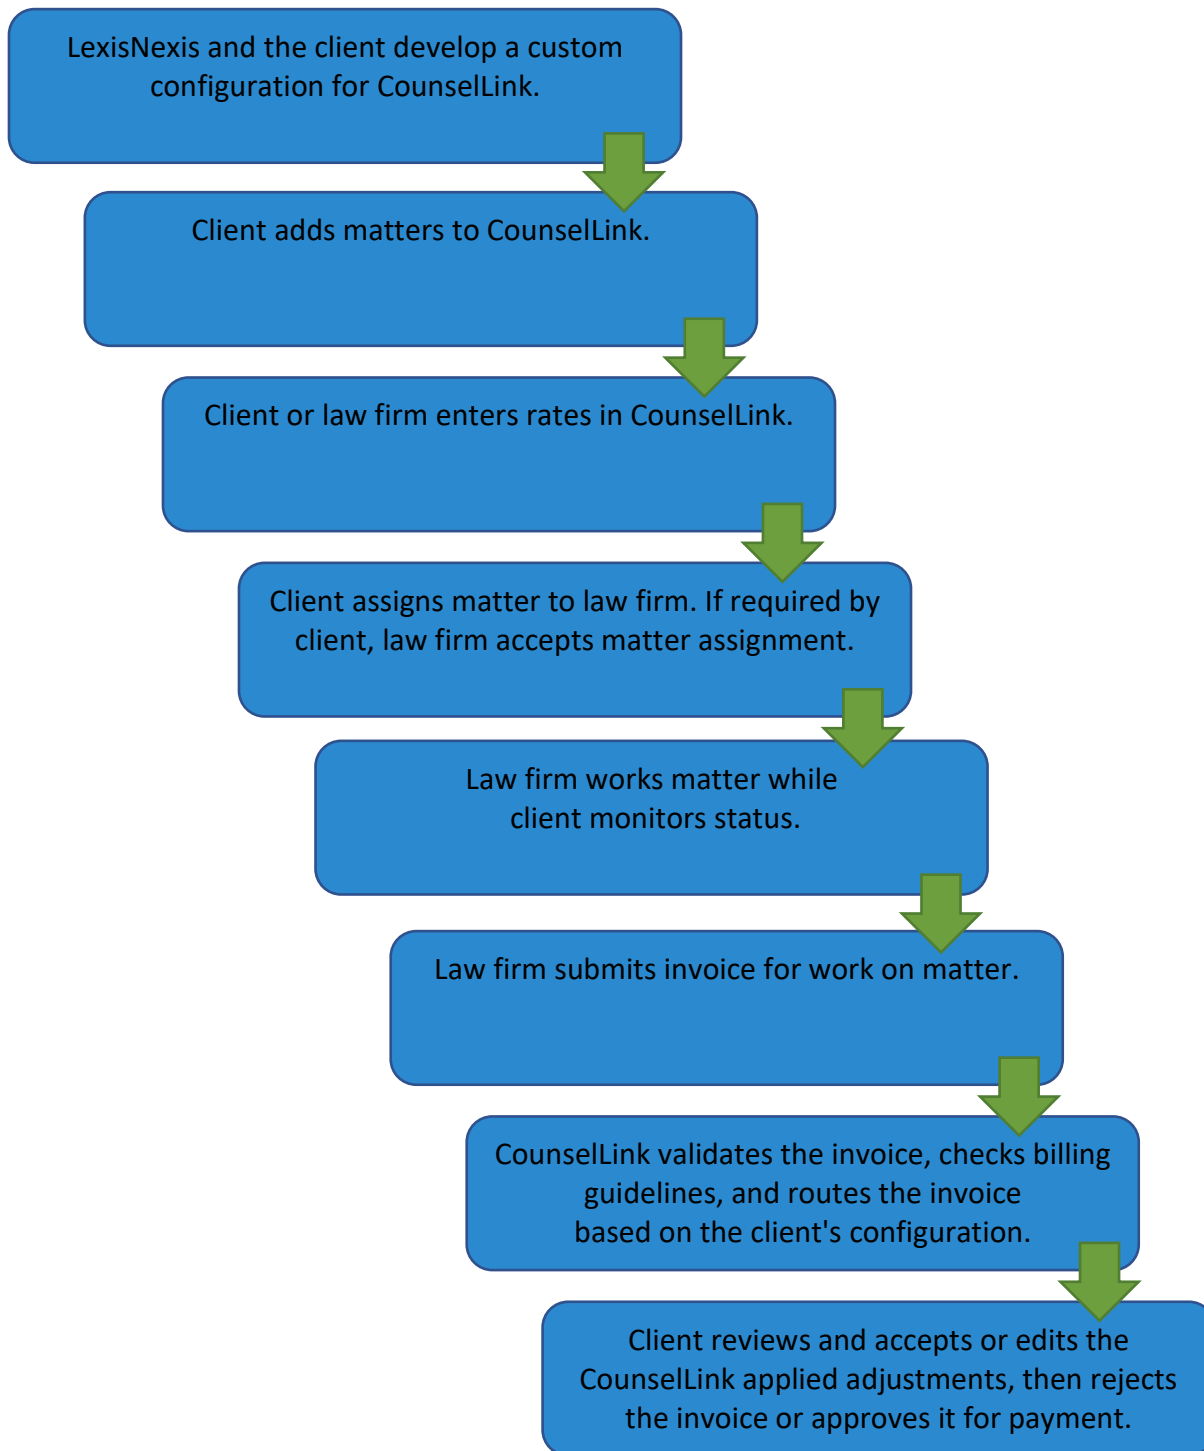 LexisNexis and the client develop a custom
configuration for CounselLink.
Client adds matters to CounselLink.
Client or law firm enters rates in CounselLink.
Client assigns matter to law firm. If required by
client, law firm accepts matter assignment.
Law firm works matter while
client monitors status.
Law firm submits invoice for work on matter.
CounselLink validates the invoice, checks billing
guidelines, and routes the invoice
based on the client's configuration.
Client reviews and accepts or edits the
CounselLink applied adjustments, then rejects
the invoice or approves it for payment.